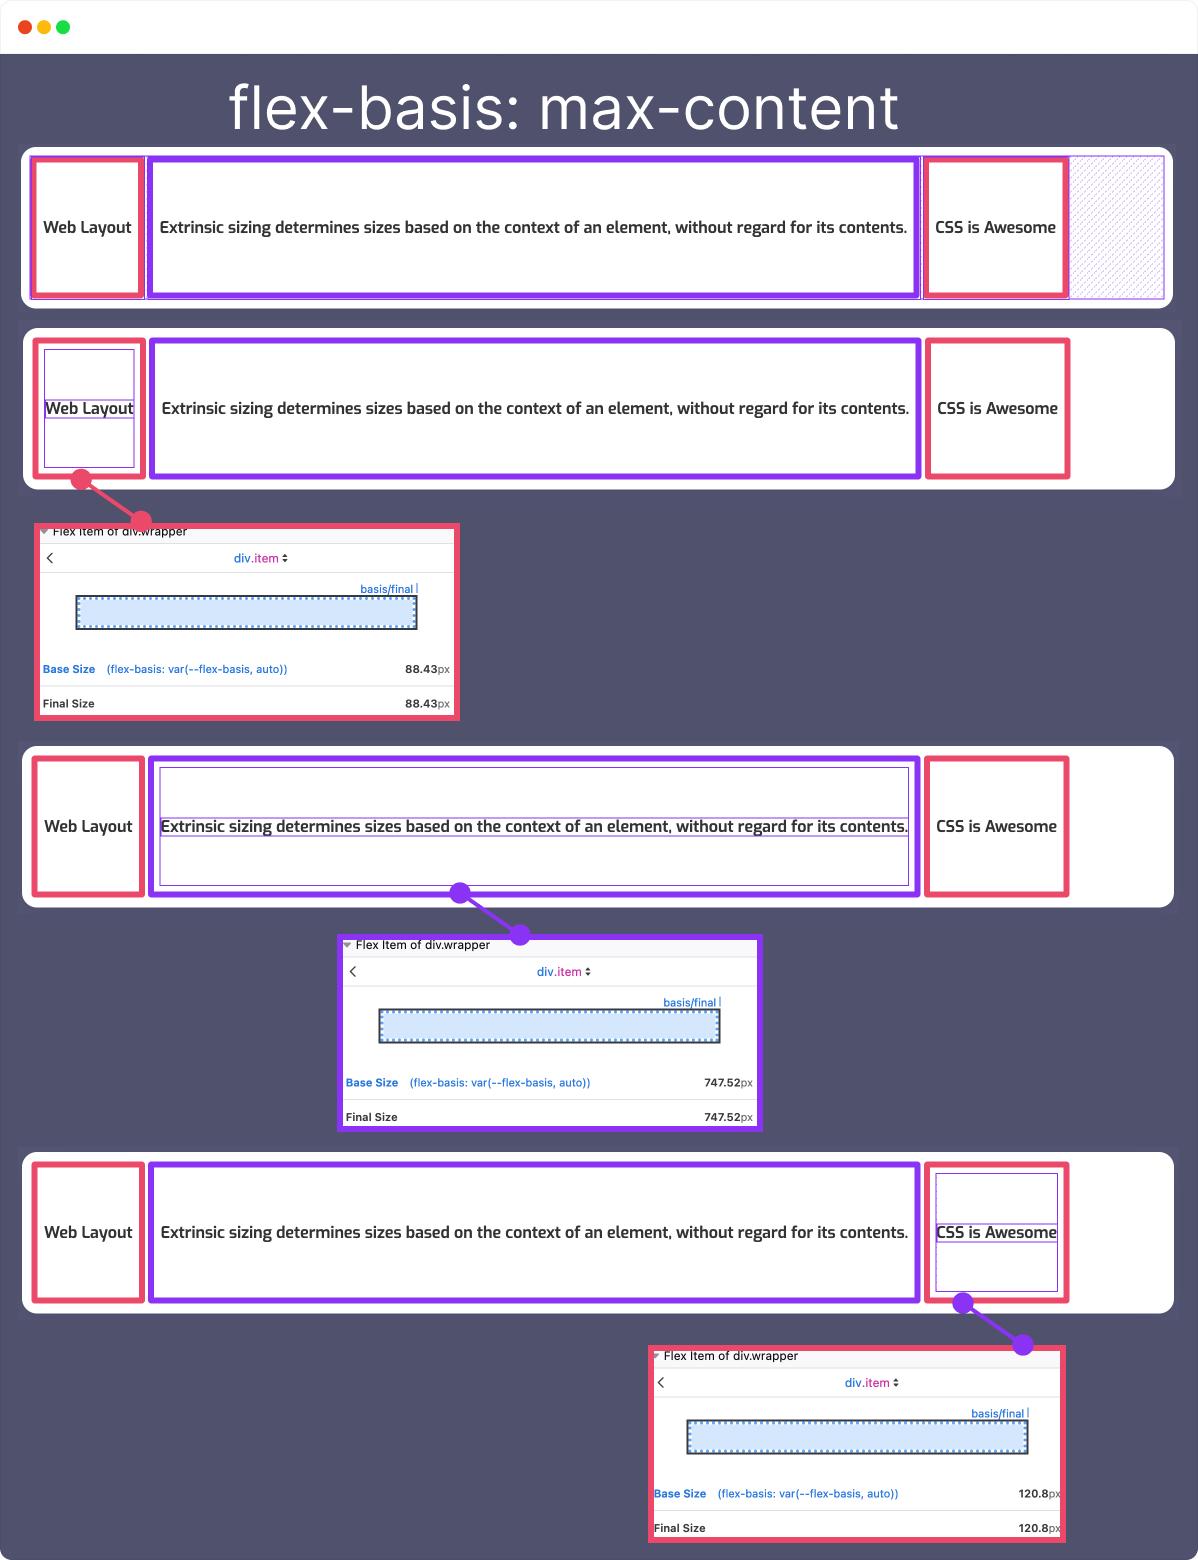 flex-basis: max-content
Web Layout Extrinsic sizing determines sizes based on the context of an element, without regard for its contents. CSS is Awesome
Web Layout Extrinsic sizing determines sizes based on the context of an element, without regard for its contents. CSS is Awesome
Flex Item of div.wrapper
div.item
basis/final
Base Size (flex-basis: var(--flex-basis, auto)) 88.43px
Final Size 88.43px
Web Layout Extrinsic sizing determines sizes based on the context of an element, without regard for its contents. CSS is Awesome
Flex Item of div.wrapper
div.item
basis/final
Base Size (flex-basis: var(--flex-basis, auto)) 747.52px
Final Size 747.52px
Web Layout Extrinsic sizing determines sizes based on the context of an element, without regard for its contents. CSS is Awesome
Flex Item of div.wrapper
div.item
basis/final
Base Size (flex-basis: var(--flex-basis, auto)) 120.8px
Final Size 120.8px